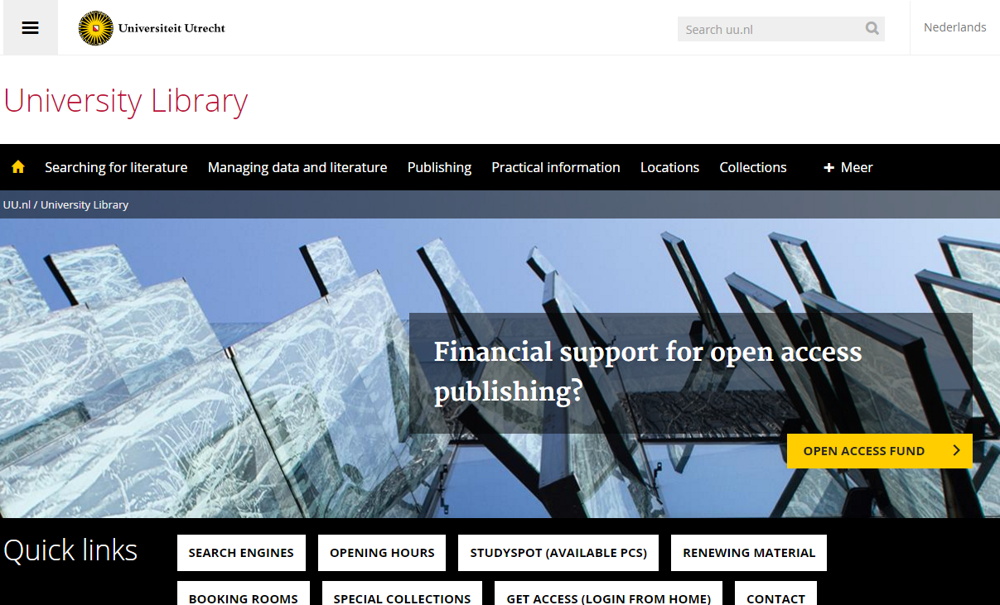 Universiteit Utrecht
Search uu.nl
Nederlands
University Library
Searching for literature Managing data and literature Publishing Practical information Locations Collections + Meer
UU.nl / University Library
Financial support for open access
publishing?
OPEN ACCESS FUND
Quick links
SEARCH ENGINES OPENING HOURS STUDYSPOT (AVAILABLE PCS) RENEWING MATERIAL
BOOKING ROOMS SPECIAL COLLECTIONS GET ACCESS (LOGIN FROM HOME) CONTACT